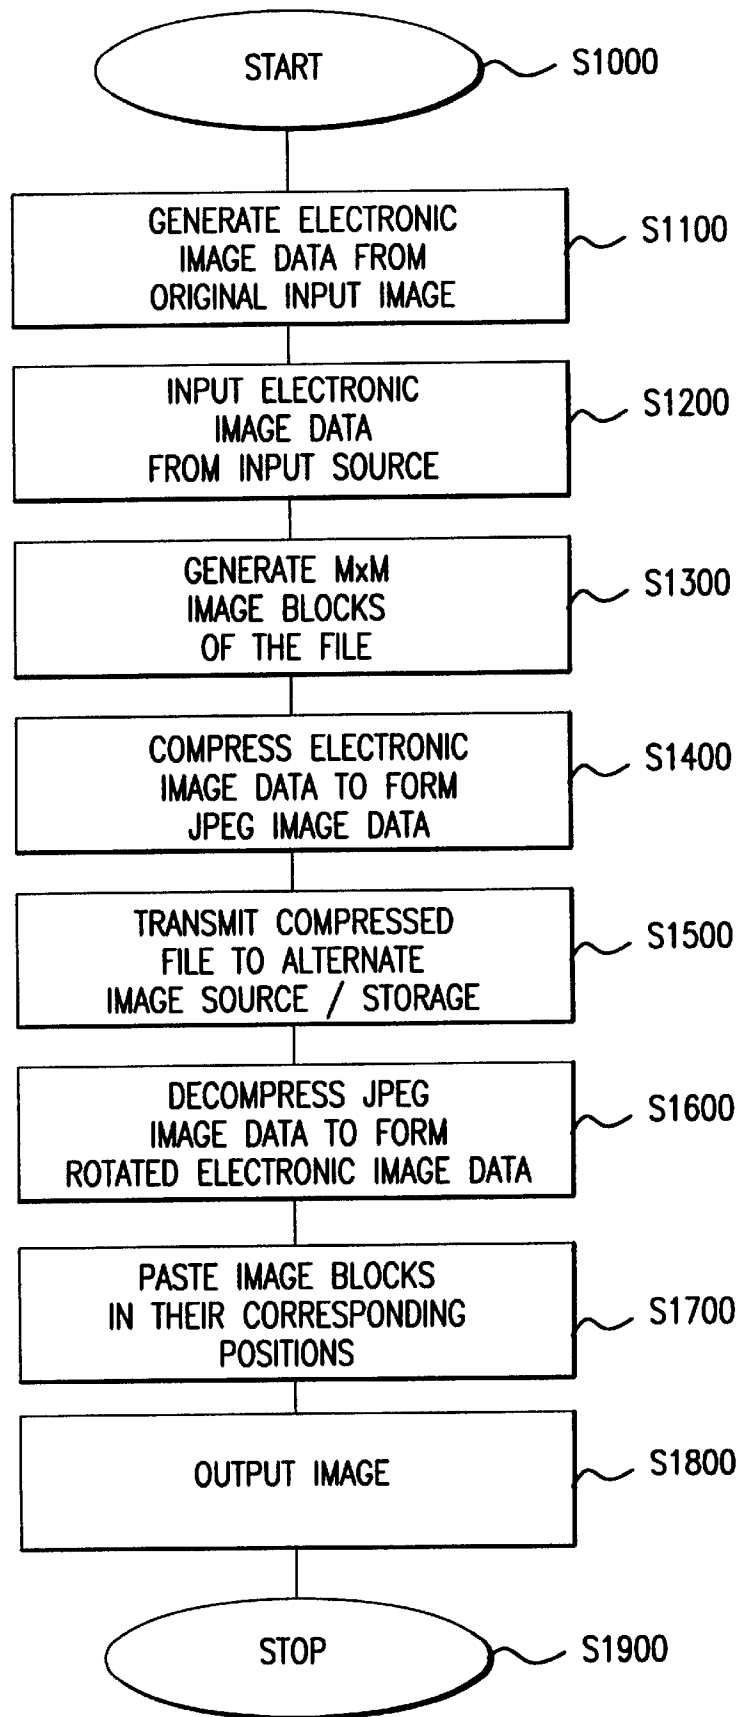 START
S1000
GENERATE ELECTRONIC
IMAGE DATA FROM
ORIGINAL INPUT IMAGE
S1100
INPUT ELECTRONIC
IMAGE DATA
FROM INPUT SOURCE
S1200
GENERATE MxM
IMAGE BLOCKS
OF THE FILE
S1300
COMPRESS ELECTRONIC
IMAGE DATA TO FORM
JPEG IMAGE DATA
S1400
TRANSMIT COMPRESSED
FILE TO ALTERNATE
IMAGE SOURCE / STORAGE
S1500
DECOMPRESS JPEG
IMAGE DATA TO FORM
ROTATED ELECTRONIC IMAGE DATA
S1600
PASTE IMAGE BLOCKS
IN THEIR CORRESPONDING
POSITIONS
S1700
OUTPUT IMAGE
S1800
STOP
S1900